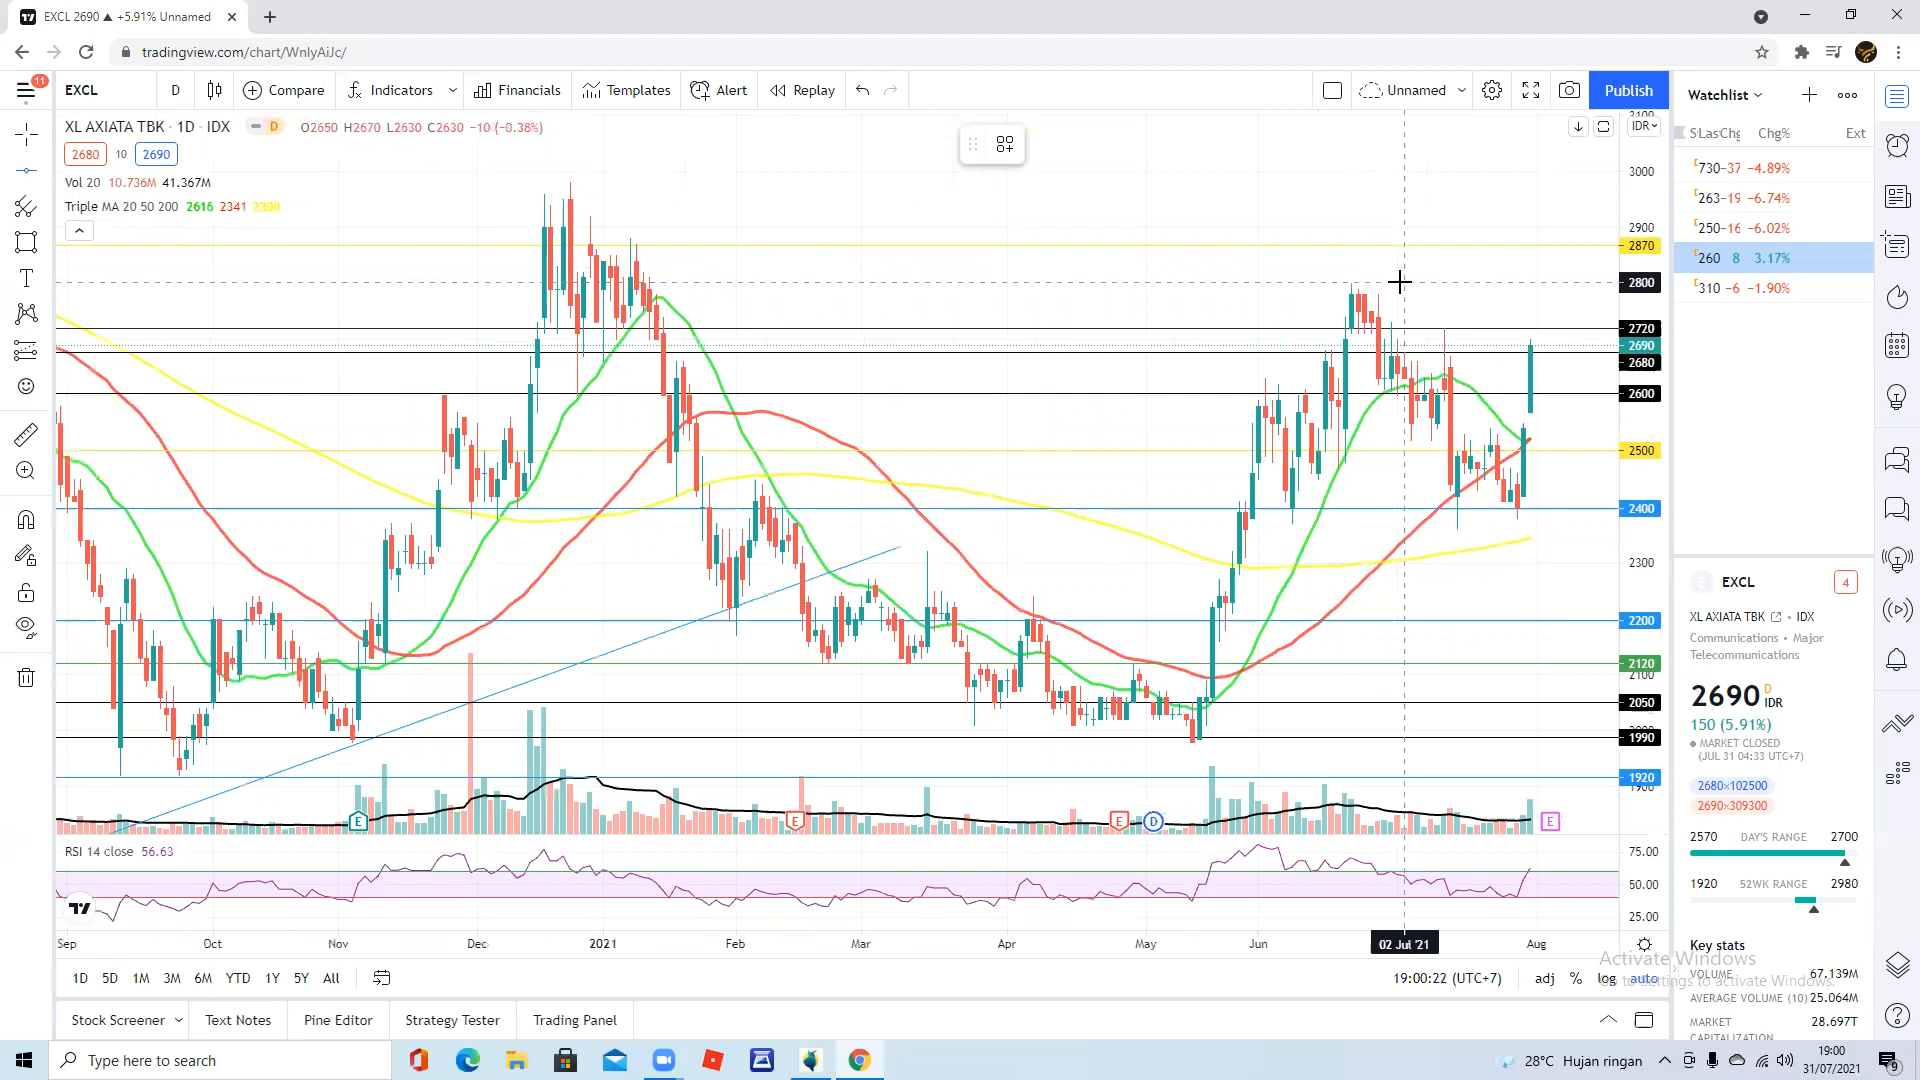 EXCL 2690 ▲ +5.91% Unnamed
tradingview.com/chart/WnlyAiJc/
11
EXCL D Compare Indicators Financials Templates Alert Replay Unnamed Publish
XL AXIATA TBK · 1D · IDX D O2650 H2670 L2630 C2630 −10 (−0.38%)
2680 10 2690
Vol 20 10.736M 41.367M
Triple MA 20 50 200 2616 2341
IDR
3000
2900
2870
2800
2720
2690
2680
2600
2500
2400
2300
2200
2120
2100
2050
1990
1920
1900
E E E D E
RSI 14 close 56.63
75.00
50.00
25.00
Sep Oct Nov Dec 2021 Feb Mar Apr May Jun 02 Jul '21 Aug
1D 5D 1M 3M 6M YTD 1Y 5Y All 19:00:22 (UTC+7) adj % log auto
Stock Screener Text Notes Pine Editor Strategy Tester Trading Panel
Watchlist
Chg% Ext
730 −37 −4.89%
263 −19 −6.74%
250 −16 −6.02%
260 8 3.17%
310 −6 −1.90%
EXCL 4
XL AXIATA TBK · IDX
Communications · Major
Telecommunications
2690 D IDR
150 (5.91%)
MARKET CLOSED
(JUL 31 04:33 UTC+7)
2680×102500
2690×309300
2570 DAY'S RANGE 2700
1920 52WK RANGE 2980
Key stats
Activate Windows
Go to Settings to activate Windows.
VOLUME 67.139M
AVERAGE VOLUME (10) 25.064M
MARKET 28.697T
CAPITALIZATION
Type here to search
28°C Hujan ringan
19:00
31/07/2021
9